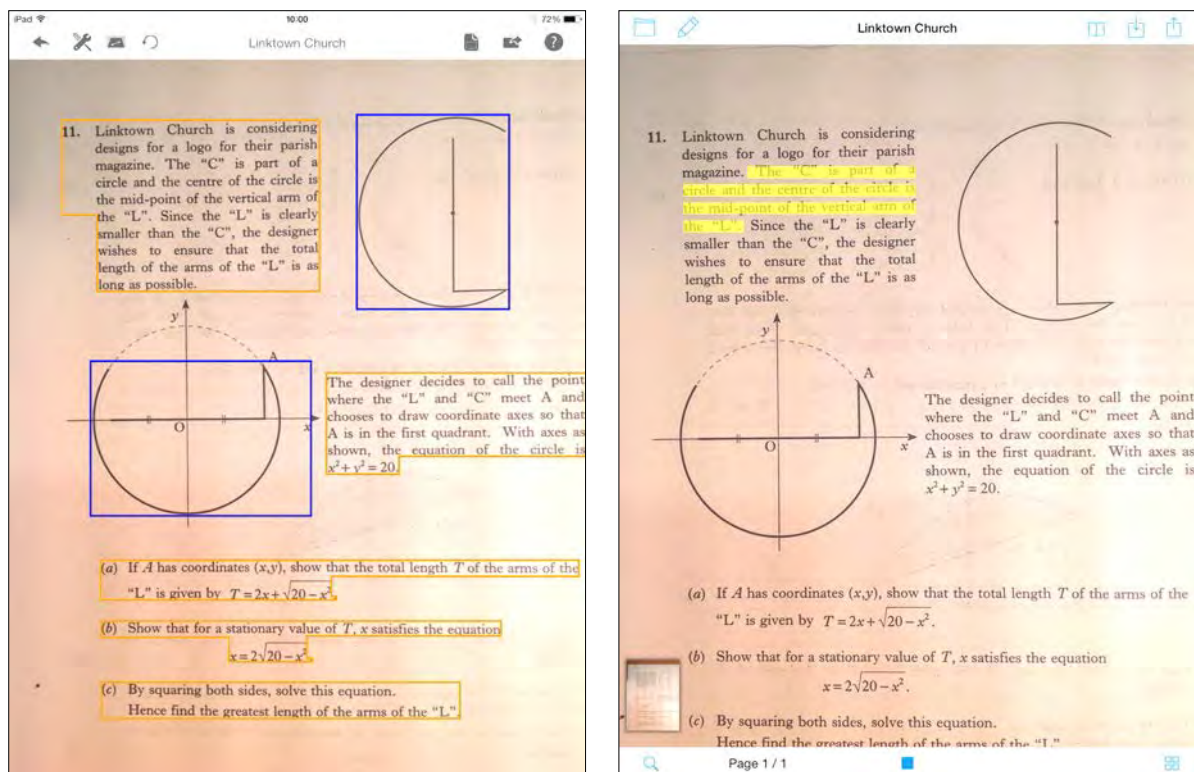 iPad
10:00
72%
Linktown Church
11. Linktown Church is considering
designs for a logo for their parish
magazine. The “C” is part of a
circle and the centre of the circle is
the mid-point of the vertical arm of
the “L”. Since the “L” is clearly
smaller than the “C”, the designer
wishes to ensure that the total
length of the arms of the “L” is as
long as possible.
y
A
O
x
The designer decides to call the point
where the “L” and “C” meet A and
chooses to draw coordinate axes so that
A is in the first quadrant. With axes as
shown, the equation of the circle is
x² + y² = 20.
(a) If A has coordinates (x,y), show that the total length T of the arms of the
“L” is given by T = 2x + √20 – x².
(b) Show that for a stationary value of T, x satisfies the equation
x = 2√20 – x².
(c) By squaring both sides, solve this equation.
Hence find the greatest length of the arms of the “L”.
Linktown Church
11. Linktown Church is considering
designs for a logo for their parish
magazine. The “C” is part of a
circle and the centre of the circle is
the mid-point of the vertical arm of
the “L”. Since the “L” is clearly
smaller than the “C”, the designer
wishes to ensure that the total
length of the arms of the “L” is as
long as possible.
y
A
O
x
The designer decides to call the point
where the “L” and “C” meet A and
chooses to draw coordinate axes so that
A is in the first quadrant. With axes as
shown, the equation of the circle is
x² + y² = 20.
(a) If A has coordinates (x,y), show that the total length T of the arms of the
“L” is given by T = 2x + √20 – x².
(b) Show that for a stationary value of T, x satisfies the equation
x = 2√20 – x².
(c) By squaring both sides, solve this equation.
Hence find the greatest length of the arms of the “L”
Page 1 / 1